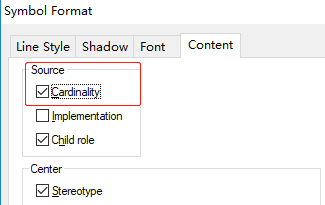 Symbol Format
Line Style Shadow Font Content
Source
Cardinality
Implementation
Child role
Center
Stereotype